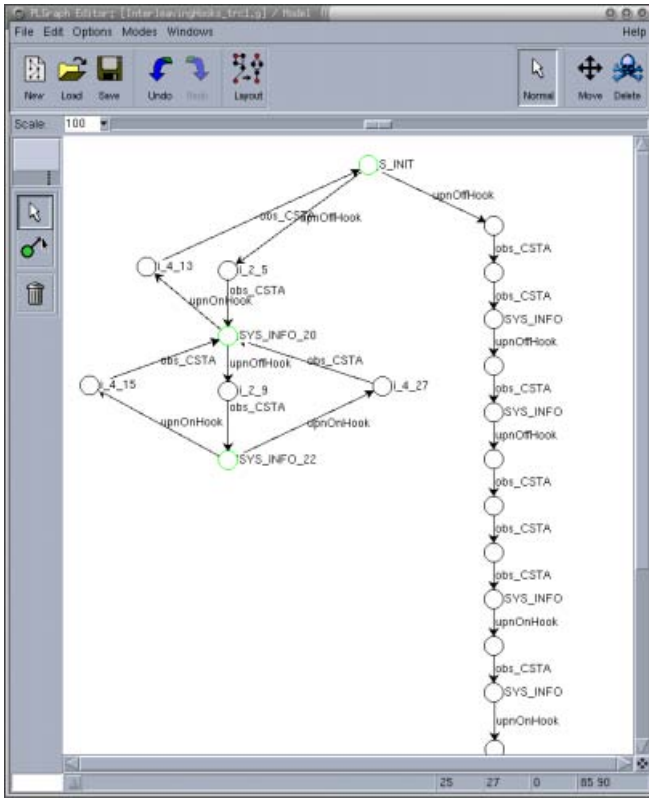 PLGraph Editor: [InterleavingHooks_trc1.g] / Model
File Edit Options Modes Windows Help
New Load Save Undo Redo Layout Normal Move Delete
Scale: 100
S_INIT
obs_CSTA
upnOffHook
upnOffHook
i_4_13
i_2_5
obs_CSTA
upnOnHook
SYS_INFO_20
obs_CSTA
upnOffHook
obs_CSTA
i_4_15
i_2_9
i_4_27
obs_CSTA
upnOnHook
upnOnHook
SYS_INFO_22
obs_CSTA
obs_CSTA
SYS_INFO
upnOnHook
obs_CSTA
SYS_INFO
upnOffHook
obs_CSTA
obs_CSTA
obs_CSTA
SYS_INFO
upnOnHook
obs_CSTA
SYS_INFO
upnOnHook
25 27 0 85 90